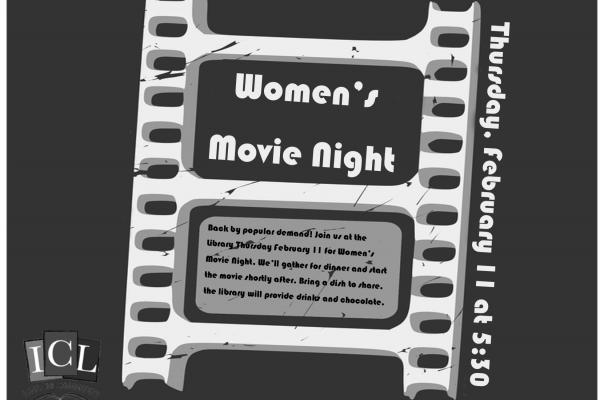 Women's
Movie Night
Back by popular demand! Join us at the
library Thursday February 11 for Women's
Movie Night. We'll gather for dinner and start
the movie shortly after. Bring a dish to share,
the library will provide drinks and chocolate.
Thursday, February 11 at 5:30
ICL